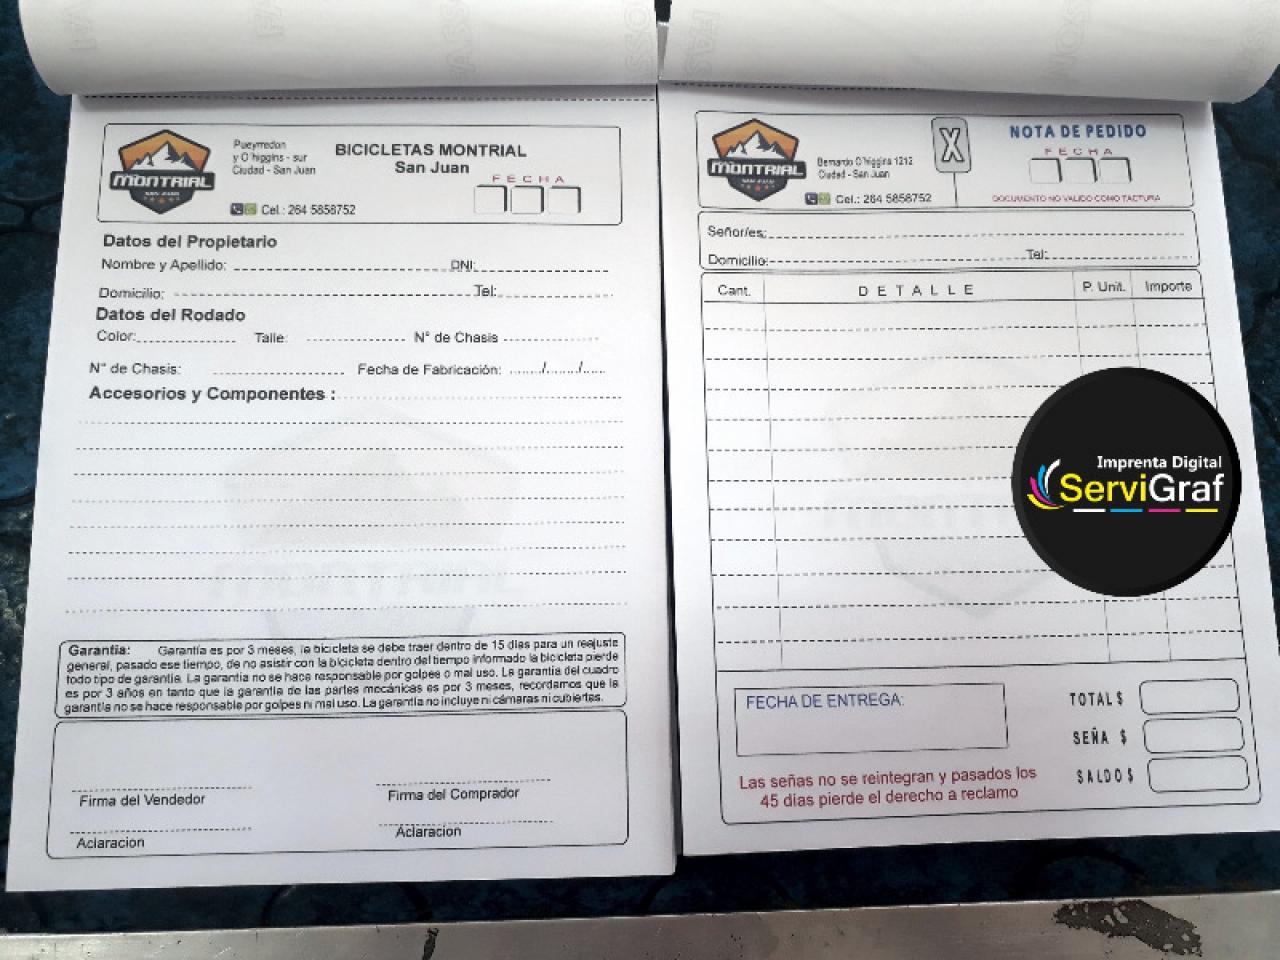 MONTRIAL
SAN JUAN
Pueyrredon
y O'higgins - sur
Ciudad - San Juan
BICICLETAS MONTRIAL
San Juan
FECHA
Cel.: 264 5858752
Datos del Propietario
Nombre y Apellido: DNI:
Domicilio: Tel:
Datos del Rodado
Color: Talle: N° de Chasis
N° de Chasis: Fecha de Fabricación: ......./......../......
Accesorios y Componentes :
Garantía: Garantía es por 3 meses, la bicicleta se debe traer dentro de 15 días para un reajuste
general, pasado ese tiempo, de no asistir con la bicicleta dentro del tiempo informado la bicicleta pierde
todo tipo de garantía. La garantía no se hace responsable por golpes o mal uso. La garantía del cuadro
es por 3 años en tanto que la garantía de las partes mecánicas es por 3 meses, recordamos que la
garantía no se hace responsable por golpes ni mal uso. La garantía no incluye ni cámaras ni cubiertas.
Firma del Vendedor Firma del Comprador
Aclaracion Aclaracion
MONTRIAL
SAN JUAN
Bernardo O'higgins 1212
Ciudad - San Juan
Cel.: 264 5858752
X
NOTA DE PEDIDO
FECHA
DOCUMENTO NO VALIDO COMO FACTURA
Señor/es:
Domicilio: Tel:
Cant. DETALLE P. Unit. Importe
Imprenta Digital
ServiGraf
FECHA DE ENTREGA:
TOTAL $
SEÑA $
SALDO $
Las señas no se reintegran y pasados los
45 días pierde el derecho a reclamo